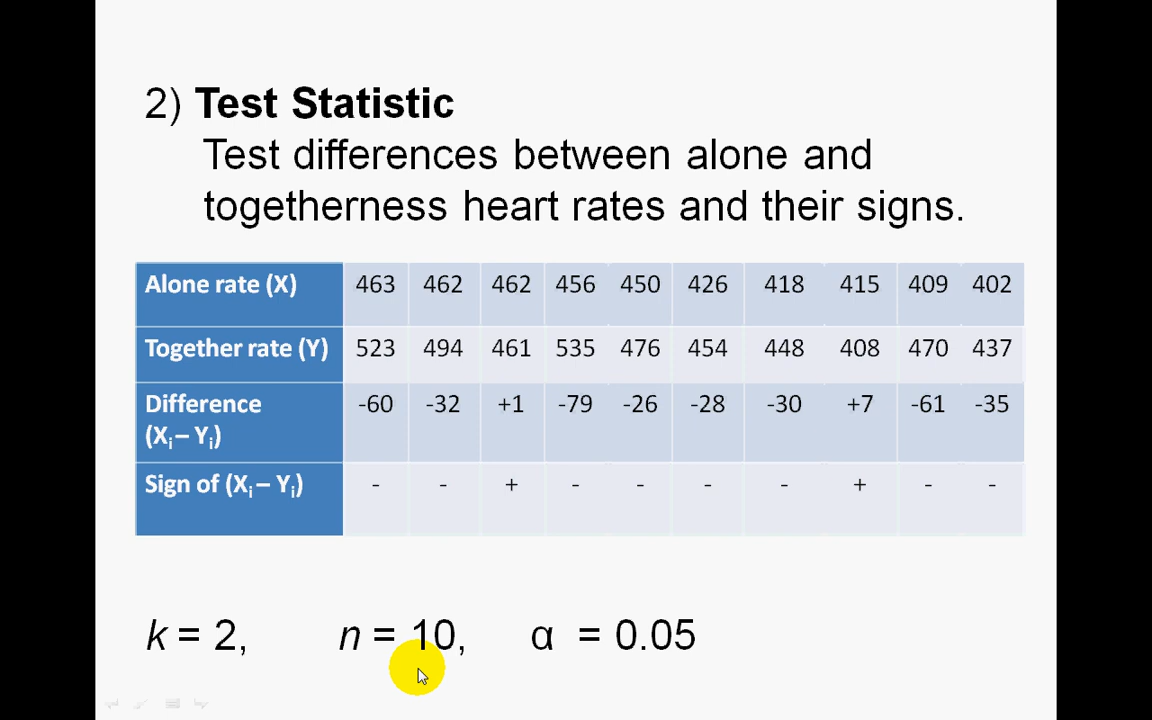 2) Test Statistic
Test differences between alone and
togetherness heart rates and their signs.
Alone rate (X) 463 462 462 456 450 426 418 415 409 402
Together rate (Y) 523 494 461 535 476 454 448 408 470 437
Difference -60 -32 +1 -79 -26 -28 -30 +7 -61 -35
(Xᵢ – Yᵢ)
Sign of (Xᵢ – Yᵢ) - - + - - - - + - -
k = 2, n = 10, α = 0.05